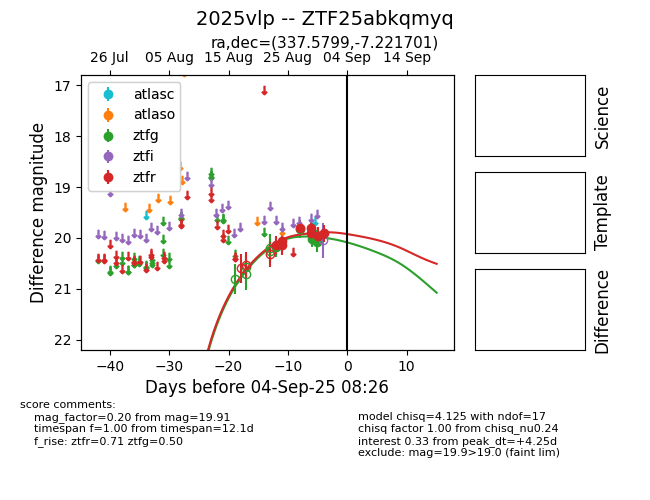 2025vlp -- ZTF25abkqmyq
ra,dec=(337.5799,-7.221701)
26 Jul 05 Aug 15 Aug 25 Aug 04 Sep 14 Sep
atlasc
atlaso
ztfg
ztfi
ztfr
17
18
19
20
21
22
Difference magnitude
−40 −30 −20 −10 0 10
Days before 04-Sep-25 08:26
Science
Template
Difference
score comments:
mag_factor=0.20 from mag=19.91
timespan f=1.00 from timespan=12.1d
f_rise: ztfr=0.71 ztfg=0.50
model chisq=4.125 with ndof=17
chisq factor 1.00 from chisq_nu0.24
interest 0.33 from peak_dt=+4.25d
exclude: mag=19.9>19.0 (faint lim)